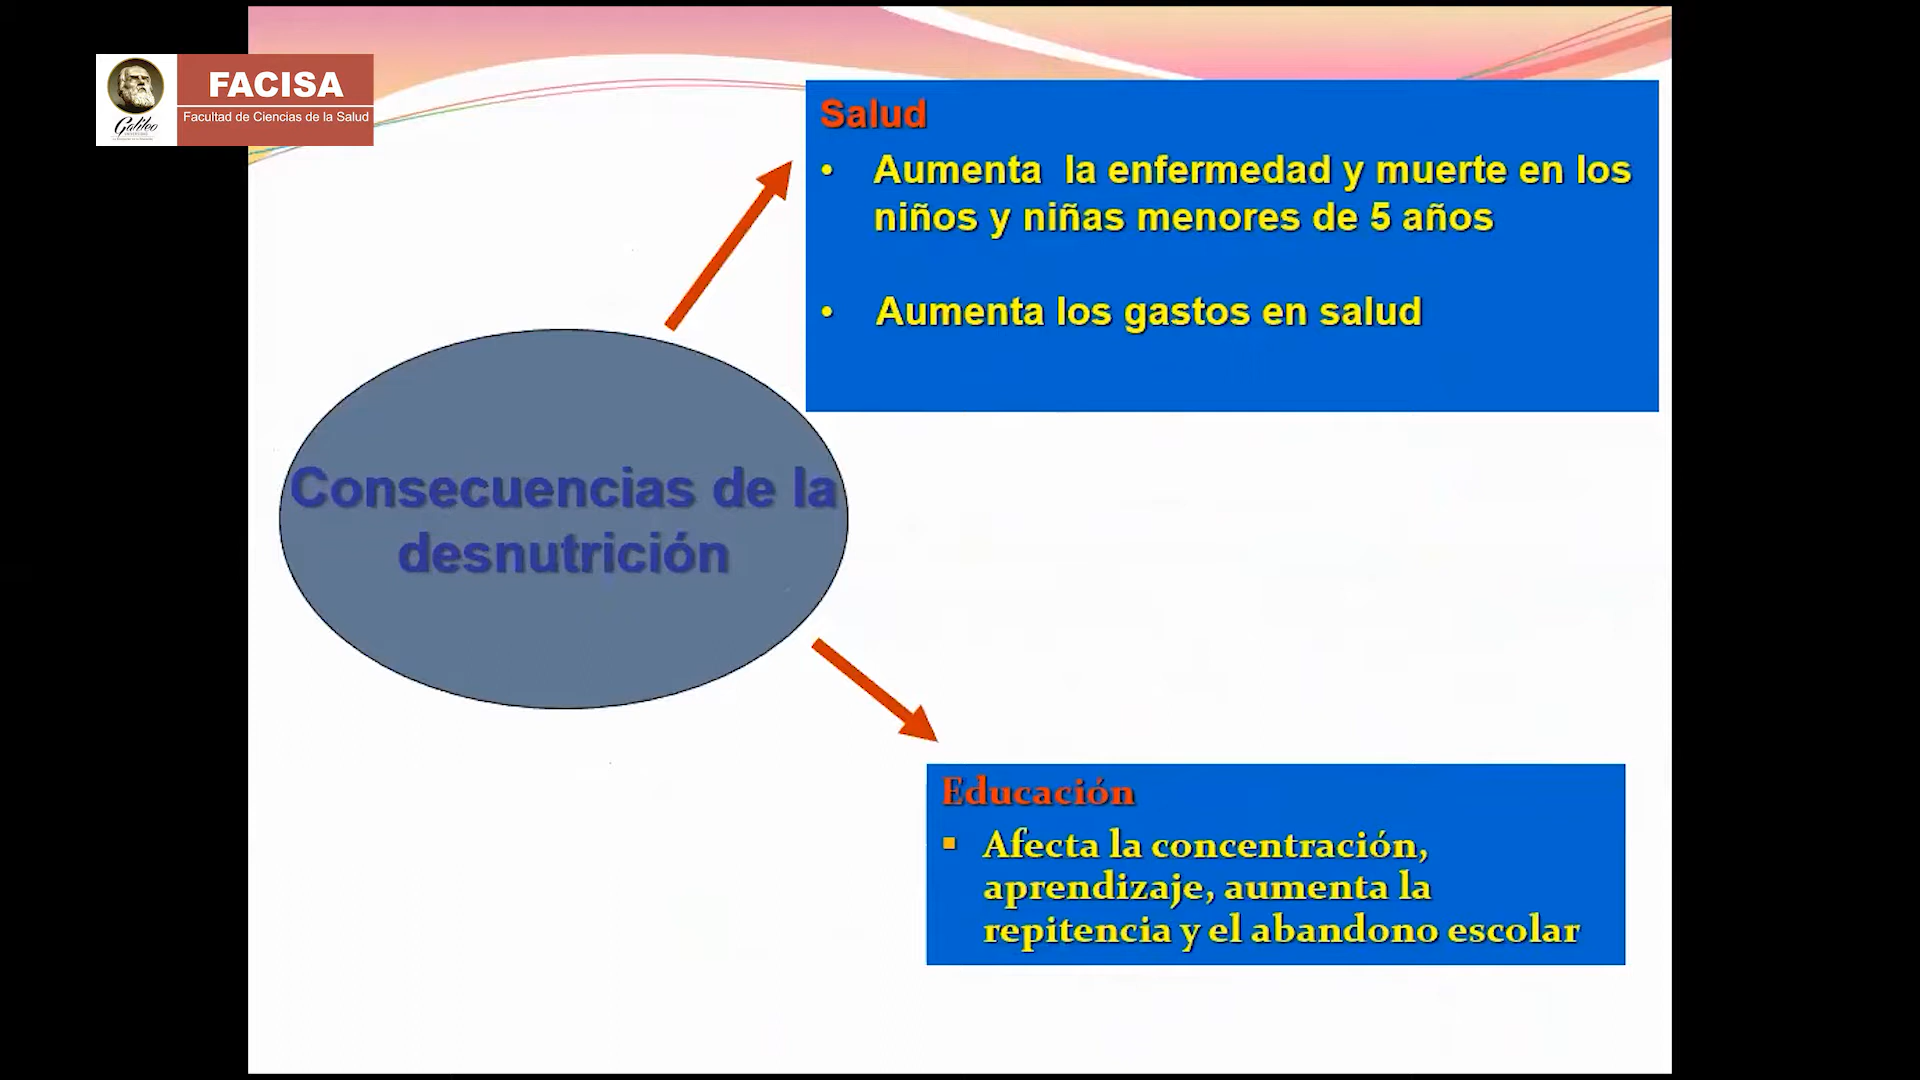 FACISA
Facultad de Ciencias de la Salud
Galileo
Salud
• Aumenta la enfermedad y muerte en los
niños y niñas menores de 5 años
• Aumenta los gastos en salud
Consecuencias de la
desnutrición
Educación
▪ Afecta la concentración,
aprendizaje, aumenta la
repitencia y el abandono escolar